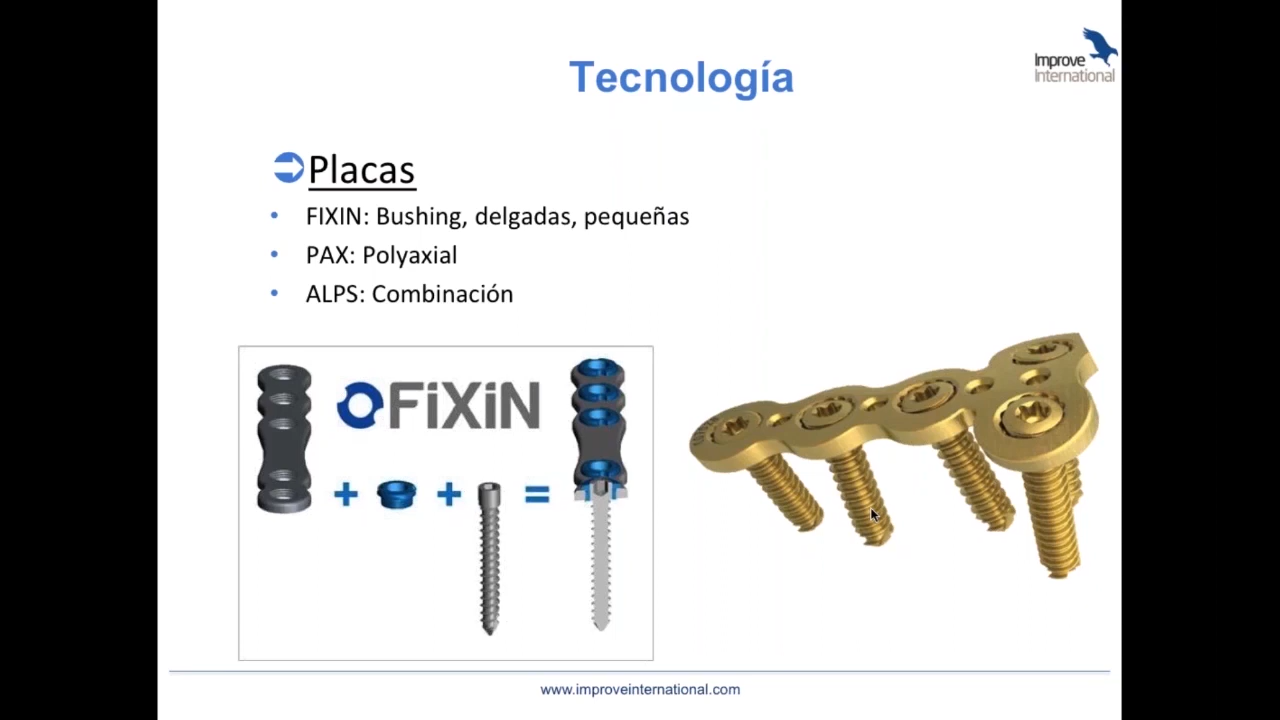 Tecnología
Improve
International
Placas
• FIXIN: Bushing, delgadas, pequeñas
• PAX: Polyaxial
• ALPS: Combinación
FiXiN
+ + =
www.improveinternational.com